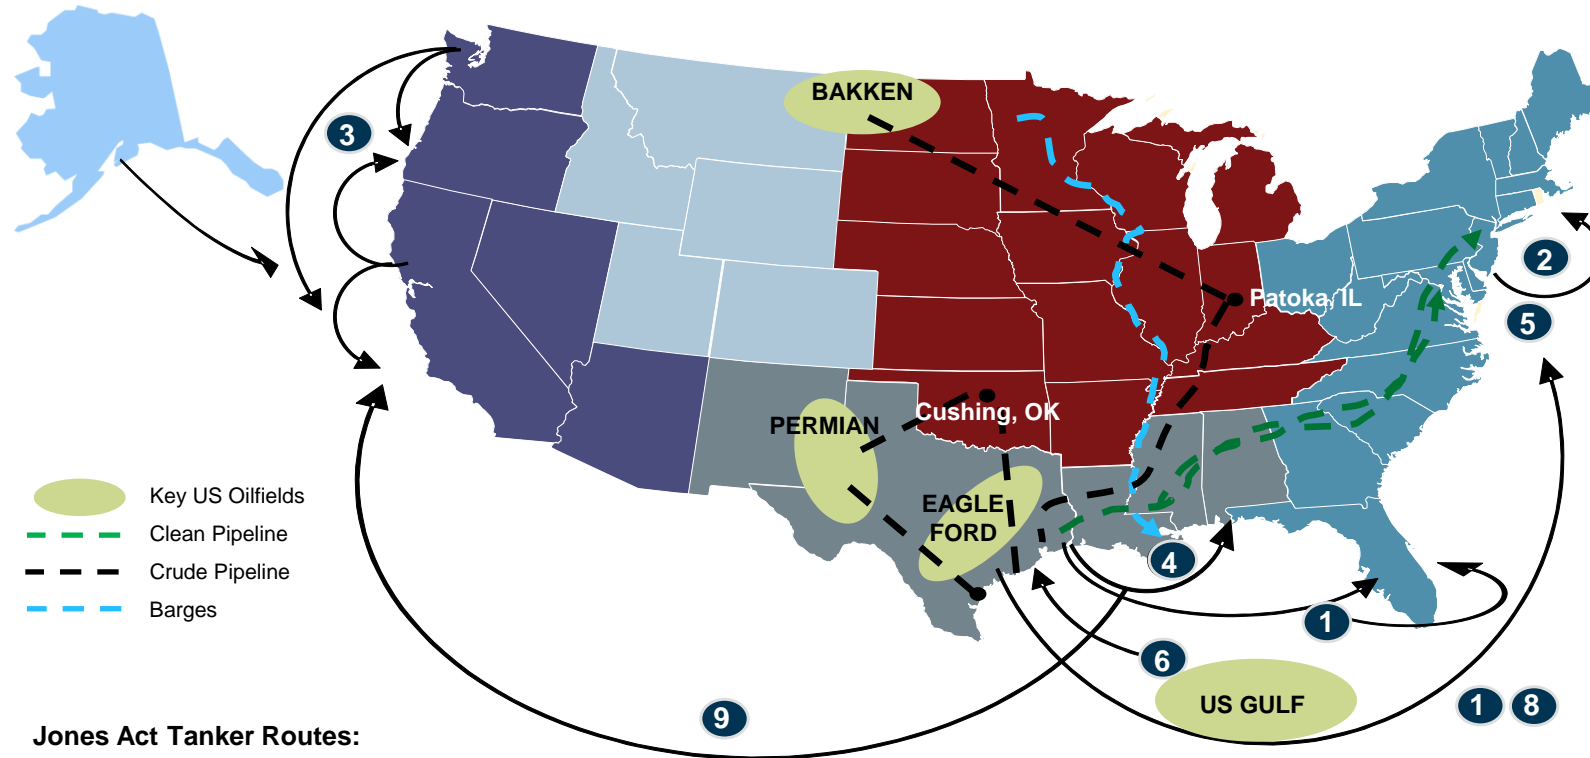 BAKKEN
3
2
Patoka, IL
5
Cushing, OK
PERMIAN
Key US Oilfields
EAGLE
FORD
Clean Pipeline
4
Crude Pipeline
Barges
1
6
US GULF
1 8
9
Jones Act Tanker Routes: